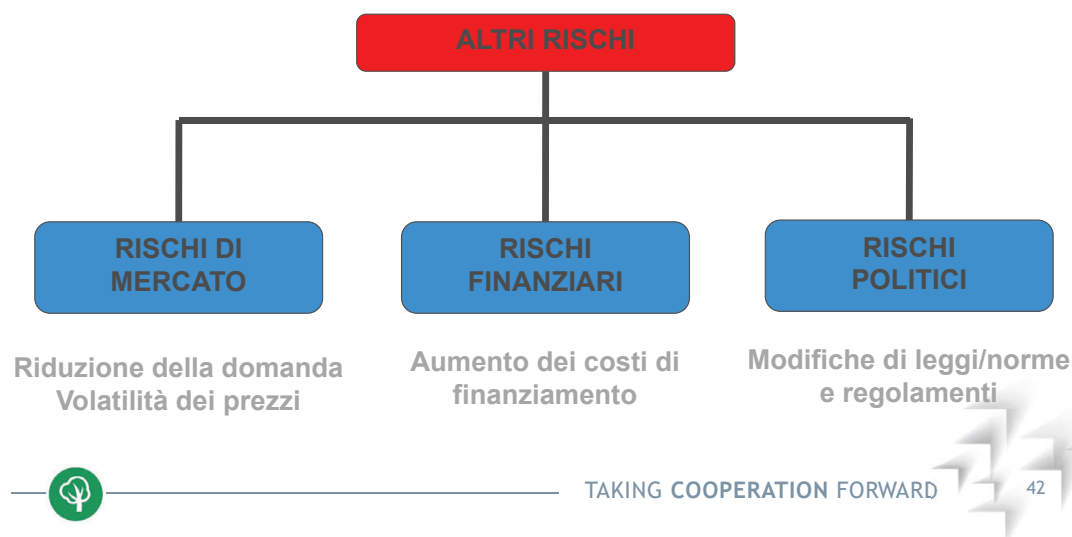 ALTRI RISCHI
RISCHI DI
MERCATO
RISCHI
FINANZIARI
RISCHI
POLITICI
Riduzione della domanda
Volatilità dei prezzi
Aumento dei costi di
finanziamento
Modifiche di leggi/norme
e regolamenti
TAKING COOPERATION FORWARD
42